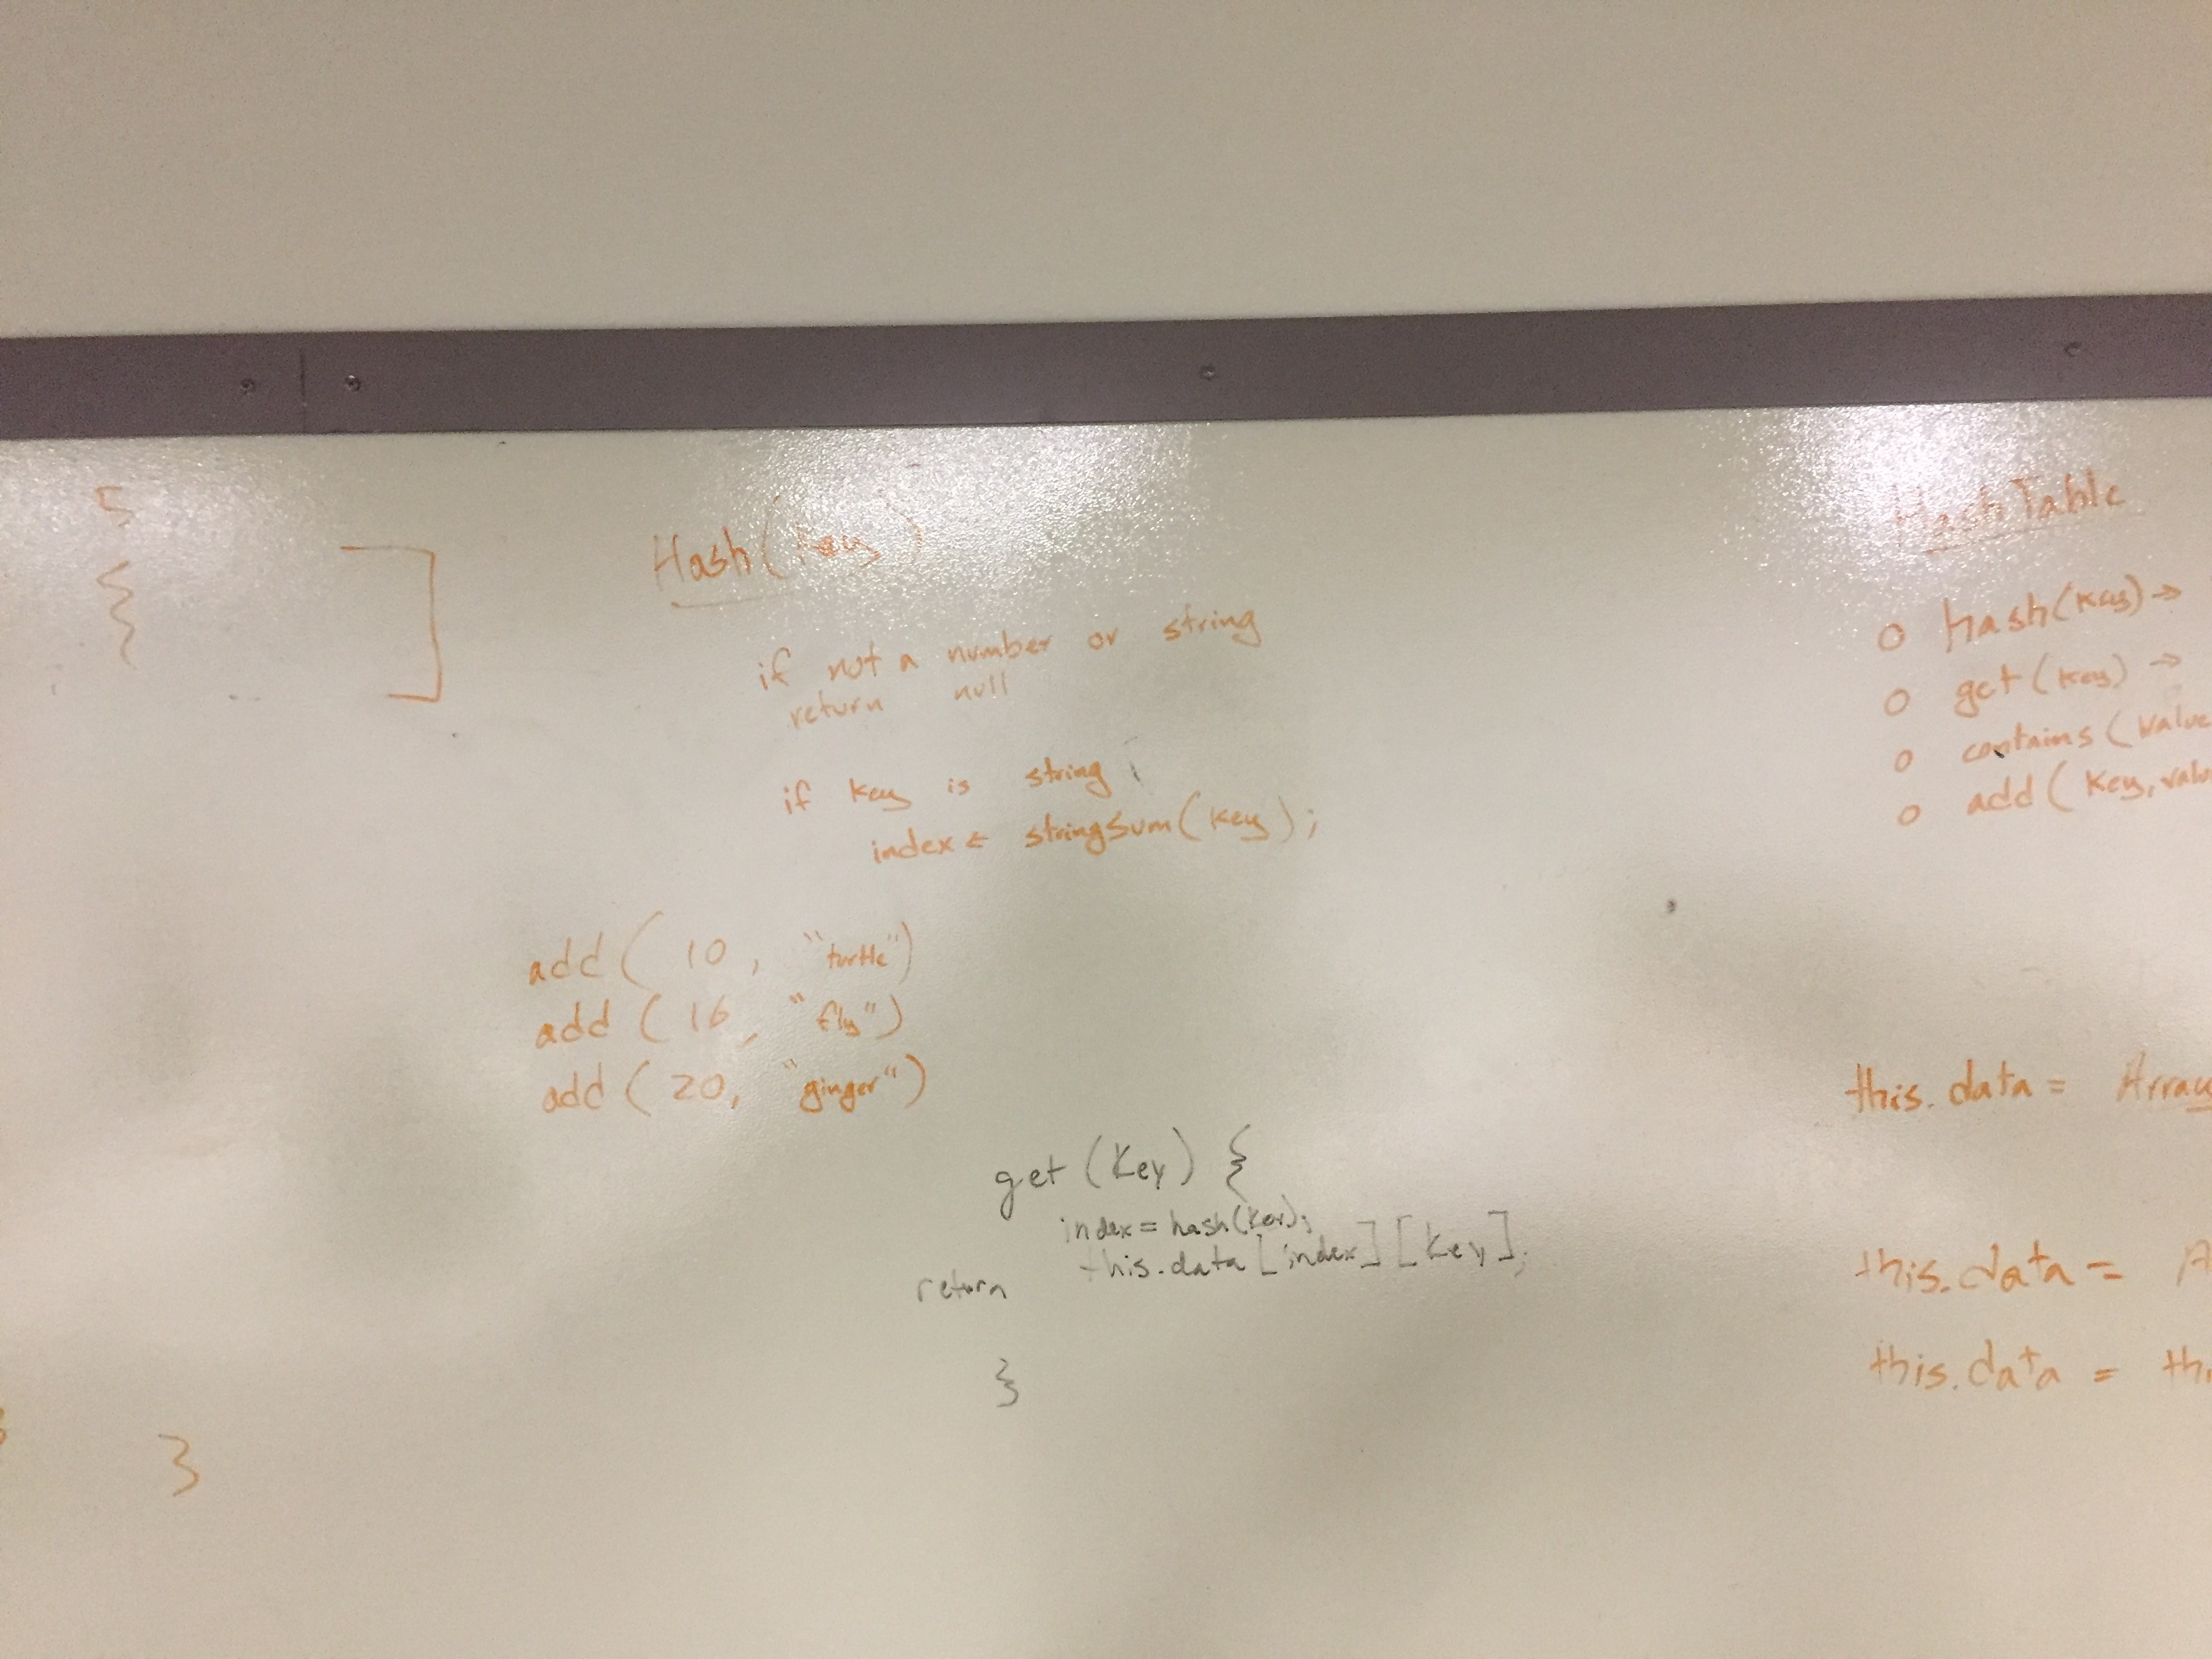 5
{
]
Hash(key)
if not a number or string
return null
if key is string
index ← stringSum(key);
add( 10, "turtle")
add( 16, "fly")
add( 20, "ginger")
get (Key) {
index = hash(Key);
return this.data[index][Key];
}
}
HashTable
o hash(key)→
o get(key) →
o contains(value
o add( key, valu
this.data = Array
this.data = A
this.data = thi